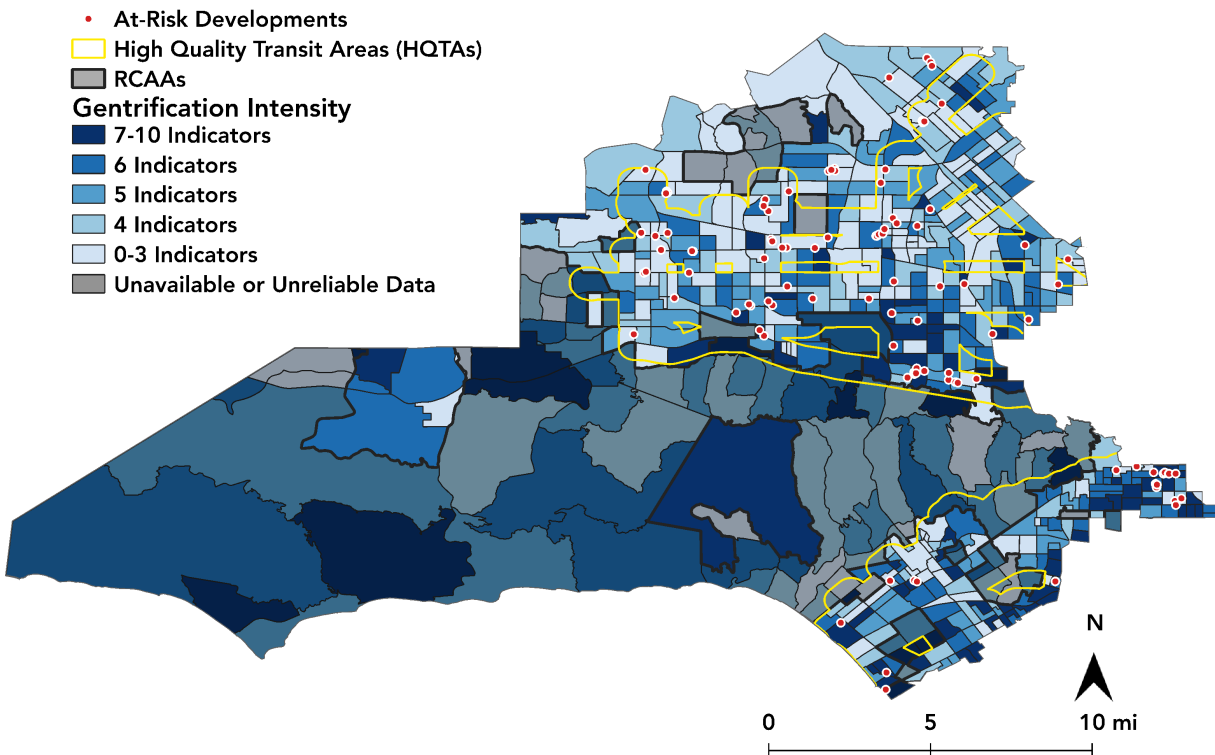 At-Risk Developments
High Quality Transit Areas (HQTAs)
RCAAs
Gentrification Intensity
7-10 Indicators
6 Indicators
5 Indicators
4 Indicators
0-3 Indicators
Unavailable or Unreliable Data
N
0 5 10 mi